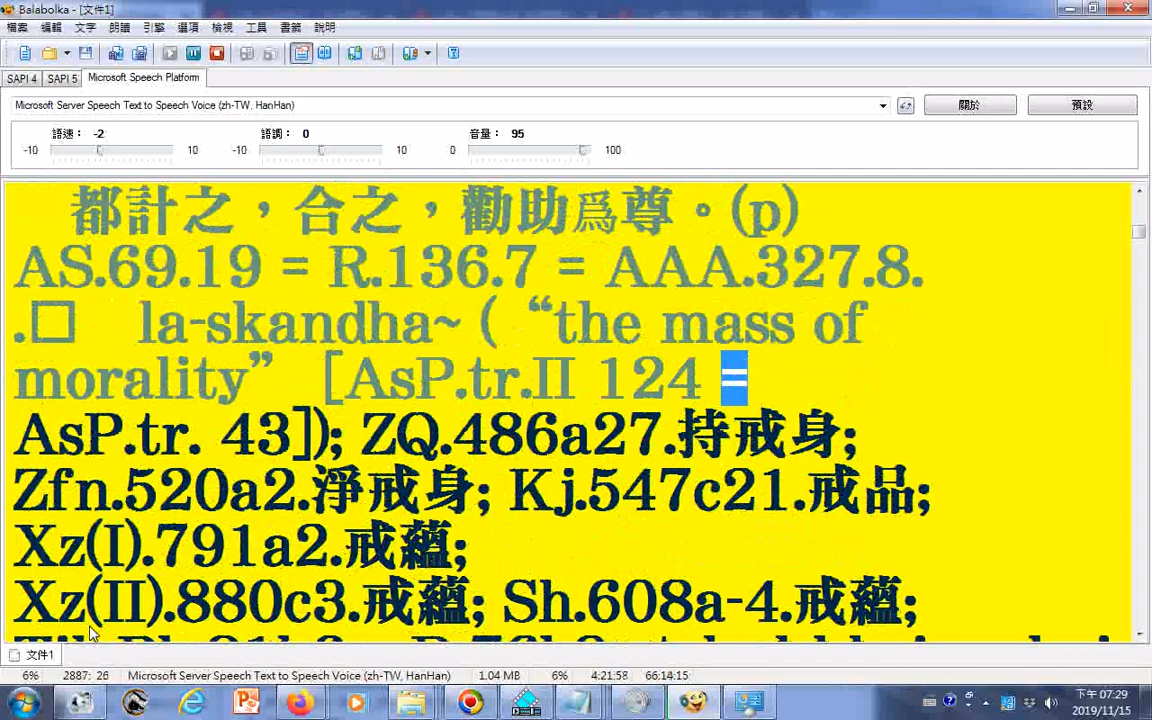 Balabolka - [文件1]
檔案 編輯 文字 朗讀 引擎 選項 檢視 工具 書籤 說明
SAPI 4 SAPI 5 Microsoft Speech Platform
Microsoft Server Speech Text to Speech Voice (zh-TW, HanHan)
關於 預設
語速： -2 語調： 0 音量： 95
-10 10 -10 10 0 100
都計之，合之，勸助爲尊。(p)
AS.69.19 = R.136.7 = AAA.327.8.
.□ la-skandha~ (“the mass of
morality” [AsP.tr.II 124 =
AsP.tr. 43]); ZQ.486a27.持戒身;
Zfn.520a2.淨戒身; Kj.547c21.戒品;
Xz(I).791a2.戒蘊;
Xz(II).880c3.戒蘊; Sh.608a-4.戒蘊;
文件1
6% 2887: 26 Microsoft Server Speech Text to Speech Voice (zh-TW, HanHan) 1.04 MB 6% 4:21:58 66:14:15
下午 07:29
2019/11/15